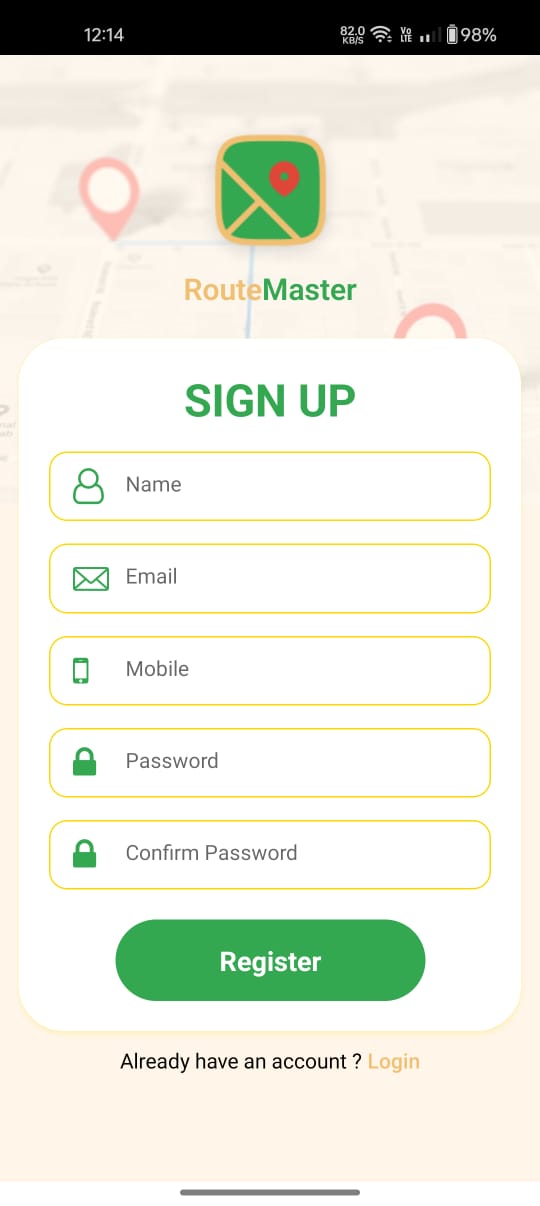 12:14 82.0 KB/S Vo LTE 98%
RouteMaster
SIGN UP
Name
Email
Mobile
Password
Confirm Password
Register
Already have an account ? Login